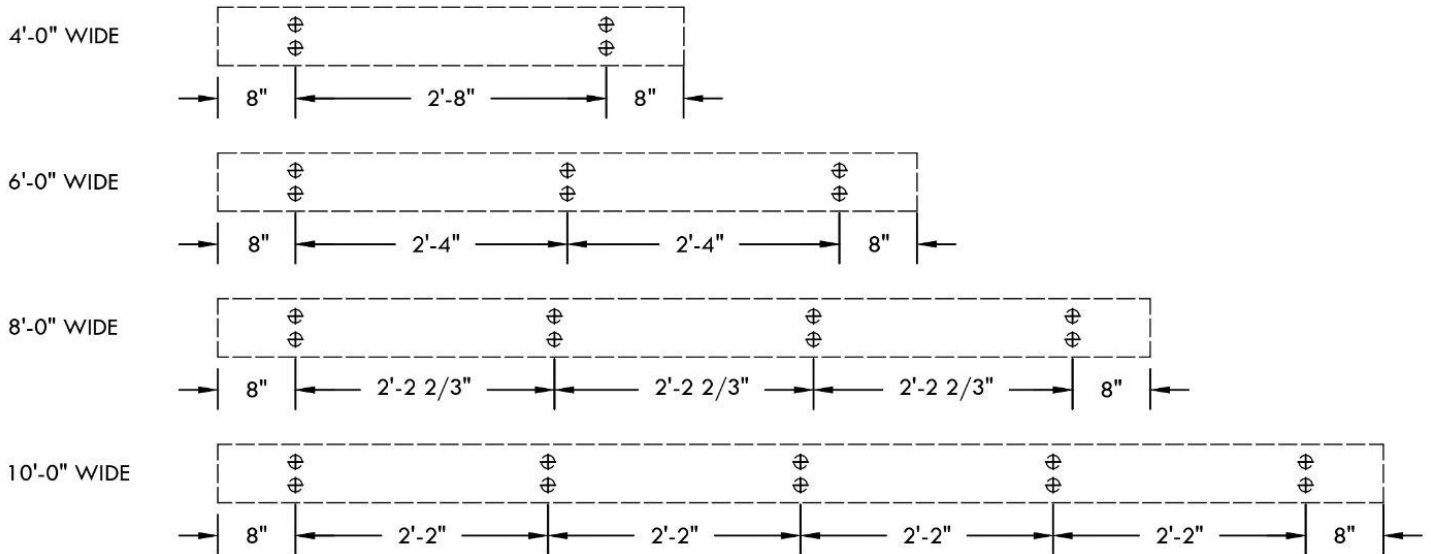 4'-0" WIDE
8" 2'-8" 8"
6'-0" WIDE
8" 2'-4" 2'-4" 8"
8'-0" WIDE
8" 2'-2 2/3" 2'-2 2/3" 2'-2 2/3" 8"
10'-0" WIDE
8" 2'-2" 2'-2" 2'-2" 2'-2" 8"